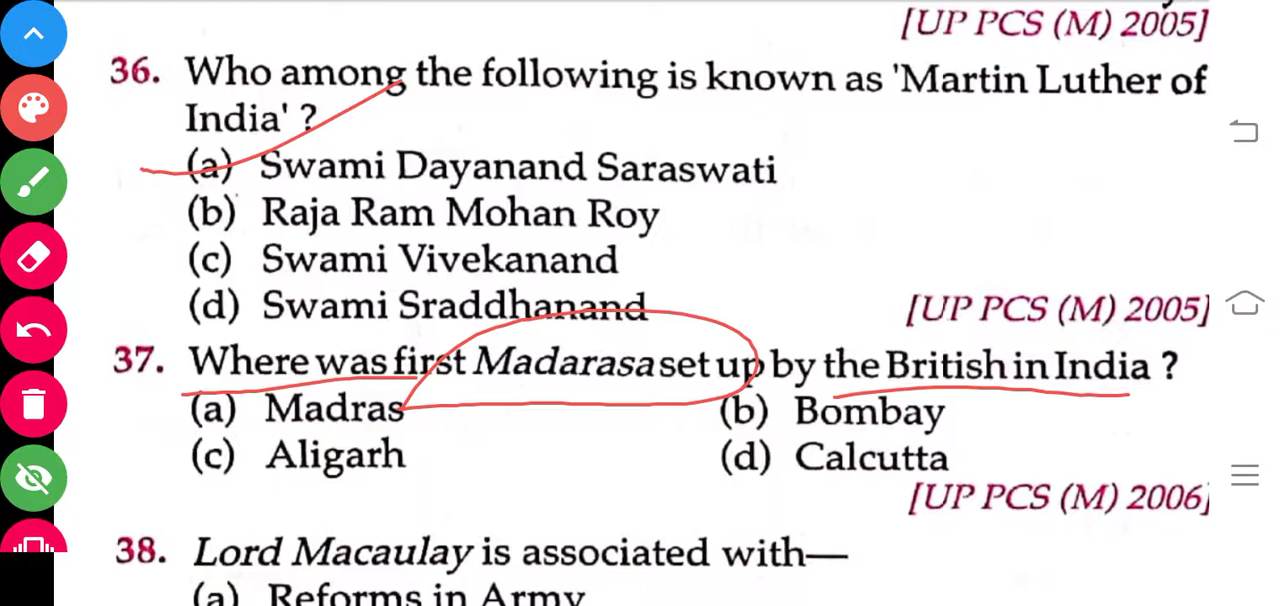 [UP PCS (M) 2005]
36. Who among the following is known as 'Martin Luther of
India' ?
(a) Swami Dayanand Saraswati
(b) Raja Ram Mohan Roy
(c) Swami Vivekanand
(d) Swami Sraddhanand
[UP PCS (M) 2005]
37. Where was first Madarasa set up by the British in India ?
(a) Madras (b) Bombay
(c) Aligarh (d) Calcutta
[UP PCS (M) 2006]
38. Lord Macaulay is associated with—
(a) Reforms in Army